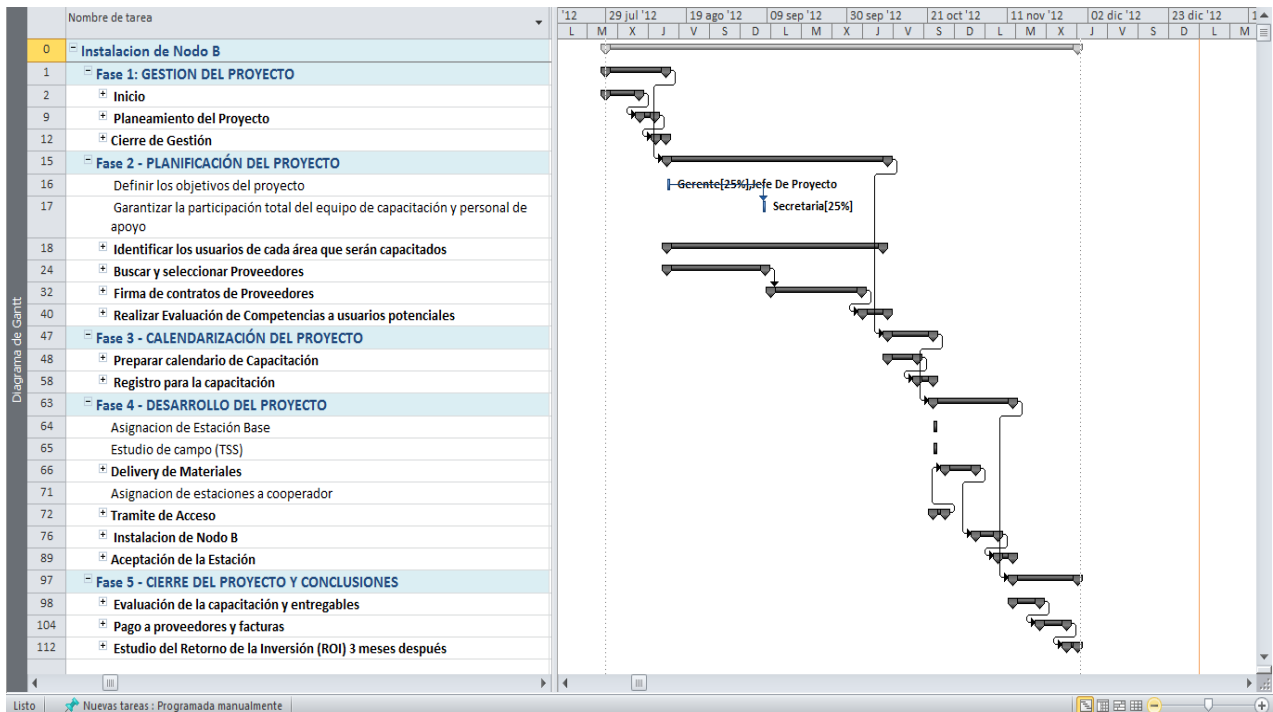 Nombre de tarea
'12 29 jul '12 19 ago '12 09 sep '12 30 sep '12 21 oct '12 11 nov '12 02 dic '12 23 dic '12
L M X J V S D L M X J V S D L M X J V S D L M
0 Instalacion de Nodo B
1 Fase 1: GESTION DEL PROYECTO
2 Inicio
9 Planeamiento del Proyecto
12 Cierre de Gestión
15 Fase 2 - PLANIFICACIÓN DEL PROYECTO
16 Definir los objetivos del proyecto Gerente[25%],Jefe De Proyecto
17 Garantizar la participación total del equipo de capacitación y personal de Secretaria[25%]
apoyo
18 Identificar los usuarios de cada área que serán capacitados
24 Buscar y seleccionar Proveedores
32 Firma de contratos de Proveedores
40 Realizar Evaluación de Competencias a usuarios potenciales
47 Fase 3 - CALENDARIZACIÓN DEL PROYECTO
48 Preparar calendario de Capacitación
58 Registro para la capacitación
63 Fase 4 - DESARROLLO DEL PROYECTO
64 Asignacion de Estación Base
65 Estudio de campo (TSS)
66 Delivery de Materiales
71 Asignacion de estaciones a cooperador
72 Tramite de Acceso
76 Instalacion de Nodo B
89 Aceptación de la Estación
97 Fase 5 - CIERRE DEL PROYECTO Y CONCLUSIONES
98 Evaluación de la capacitación y entregables
104 Pago a proveedores y facturas
112 Estudio del Retorno de la Inversión (ROI) 3 meses después
Diagrama de Gantt
Listo Nuevas tareas : Programada manualmente